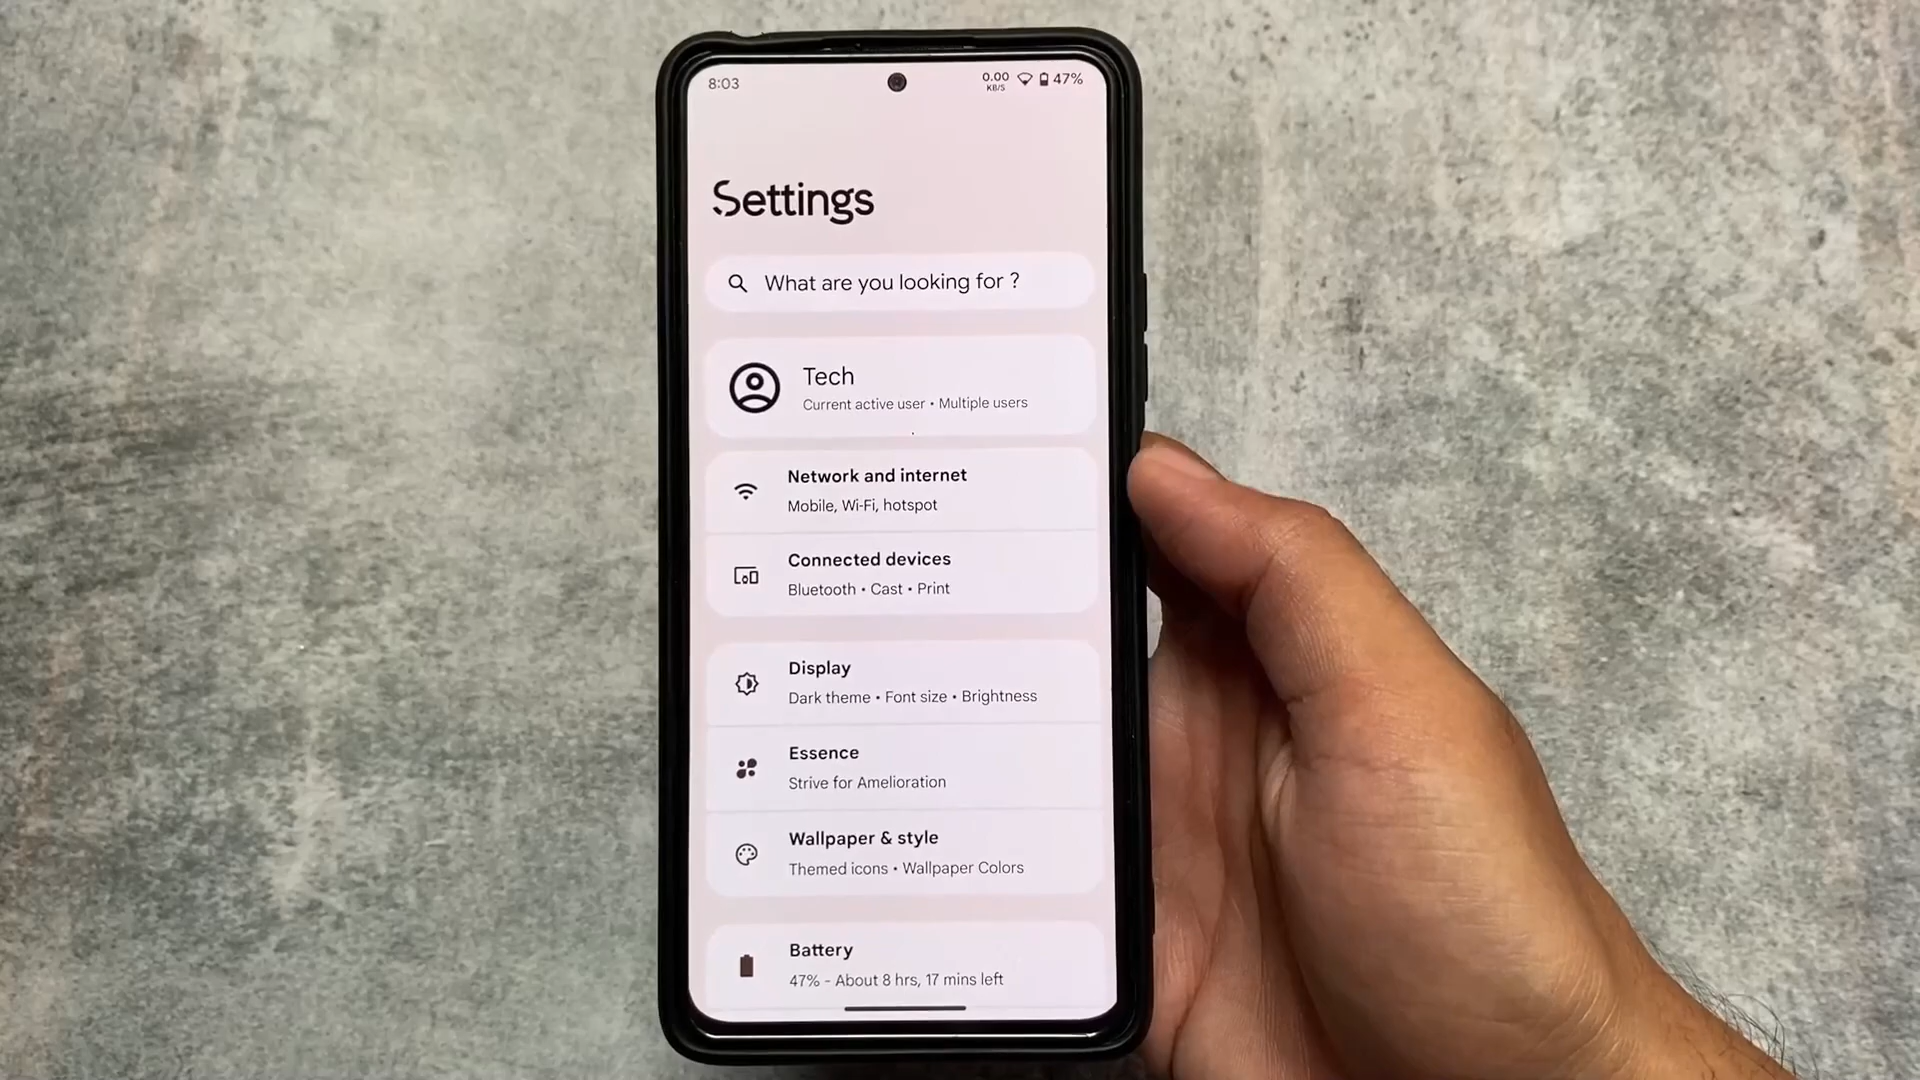 8:03
0.00
KB/S
47%
Settings
What are you looking for ?
Tech
Current active user • Multiple users
Network and internet
Mobile, Wi-Fi, hotspot
Connected devices
Bluetooth • Cast • Print
Display
Dark theme • Font size • Brightness
Essence
Strive for Amelioration
Wallpaper & style
Themed icons • Wallpaper Colors
Battery
47% - About 8 hrs, 17 mins left